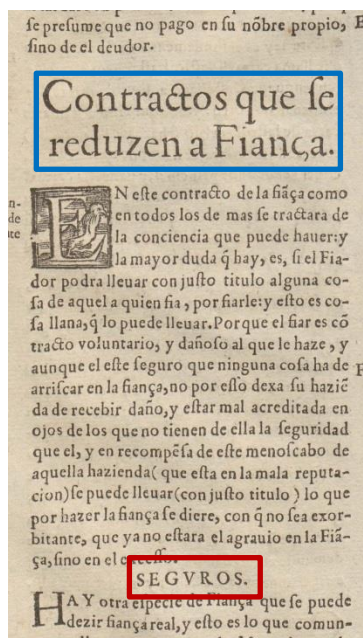 se presume que no pago en su nõbre propio,
sino de el deudor.
Contractos que se
reduzen a Fiança.
EN este contracto de la fiãça como
en todos los de mas se tractara de
la conciencia que puede hauer: y
la mayor duda q̃ hay, es, si el Fia-
dor podra lleuar con justo titulo alguna co-
sa de aquel a quien fia, por fiarle: y esto es co-
sa llana, q̃ lo puede lleuar. Porque el fiar es cõ
tracto voluntario, y dañoso al que le haze, y
aunque el este seguro que ninguna cosa ha de
arriscar en la fiança, no por esso dexa su haziẽ
da de recebir daño, y estar mal acreditada en
ojos de los que no tienen de ella la seguridad
que el, y en recompẽsa de este menoscabo de
aquella hazienda (que esta en la mala reputa-
cion) se puede lleuar (con justo titulo) lo que
por hazer la fiança se diere, con q̃ no sea exor-
bitante, que ya no estara el agrauio en la Fiã-
ça, sino en el
SEGVROS.
HAY otra especie de Fiança que se puede
dezir fiança real, y esto es lo que comun-